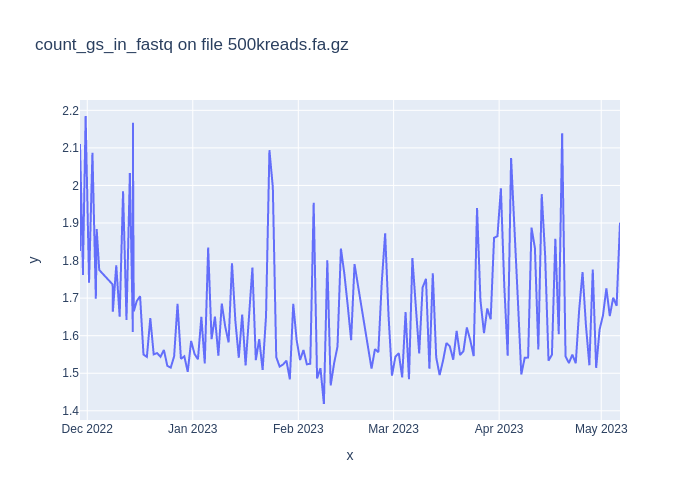 count_gs_in_fastq on file 500kreads.fa.gz
2.2
2.1
2
1.9
1.8
1.7
1.6
1.5
1.4
y
Dec 2022 Jan 2023 Feb 2023 Mar 2023 Apr 2023 May 2023
x